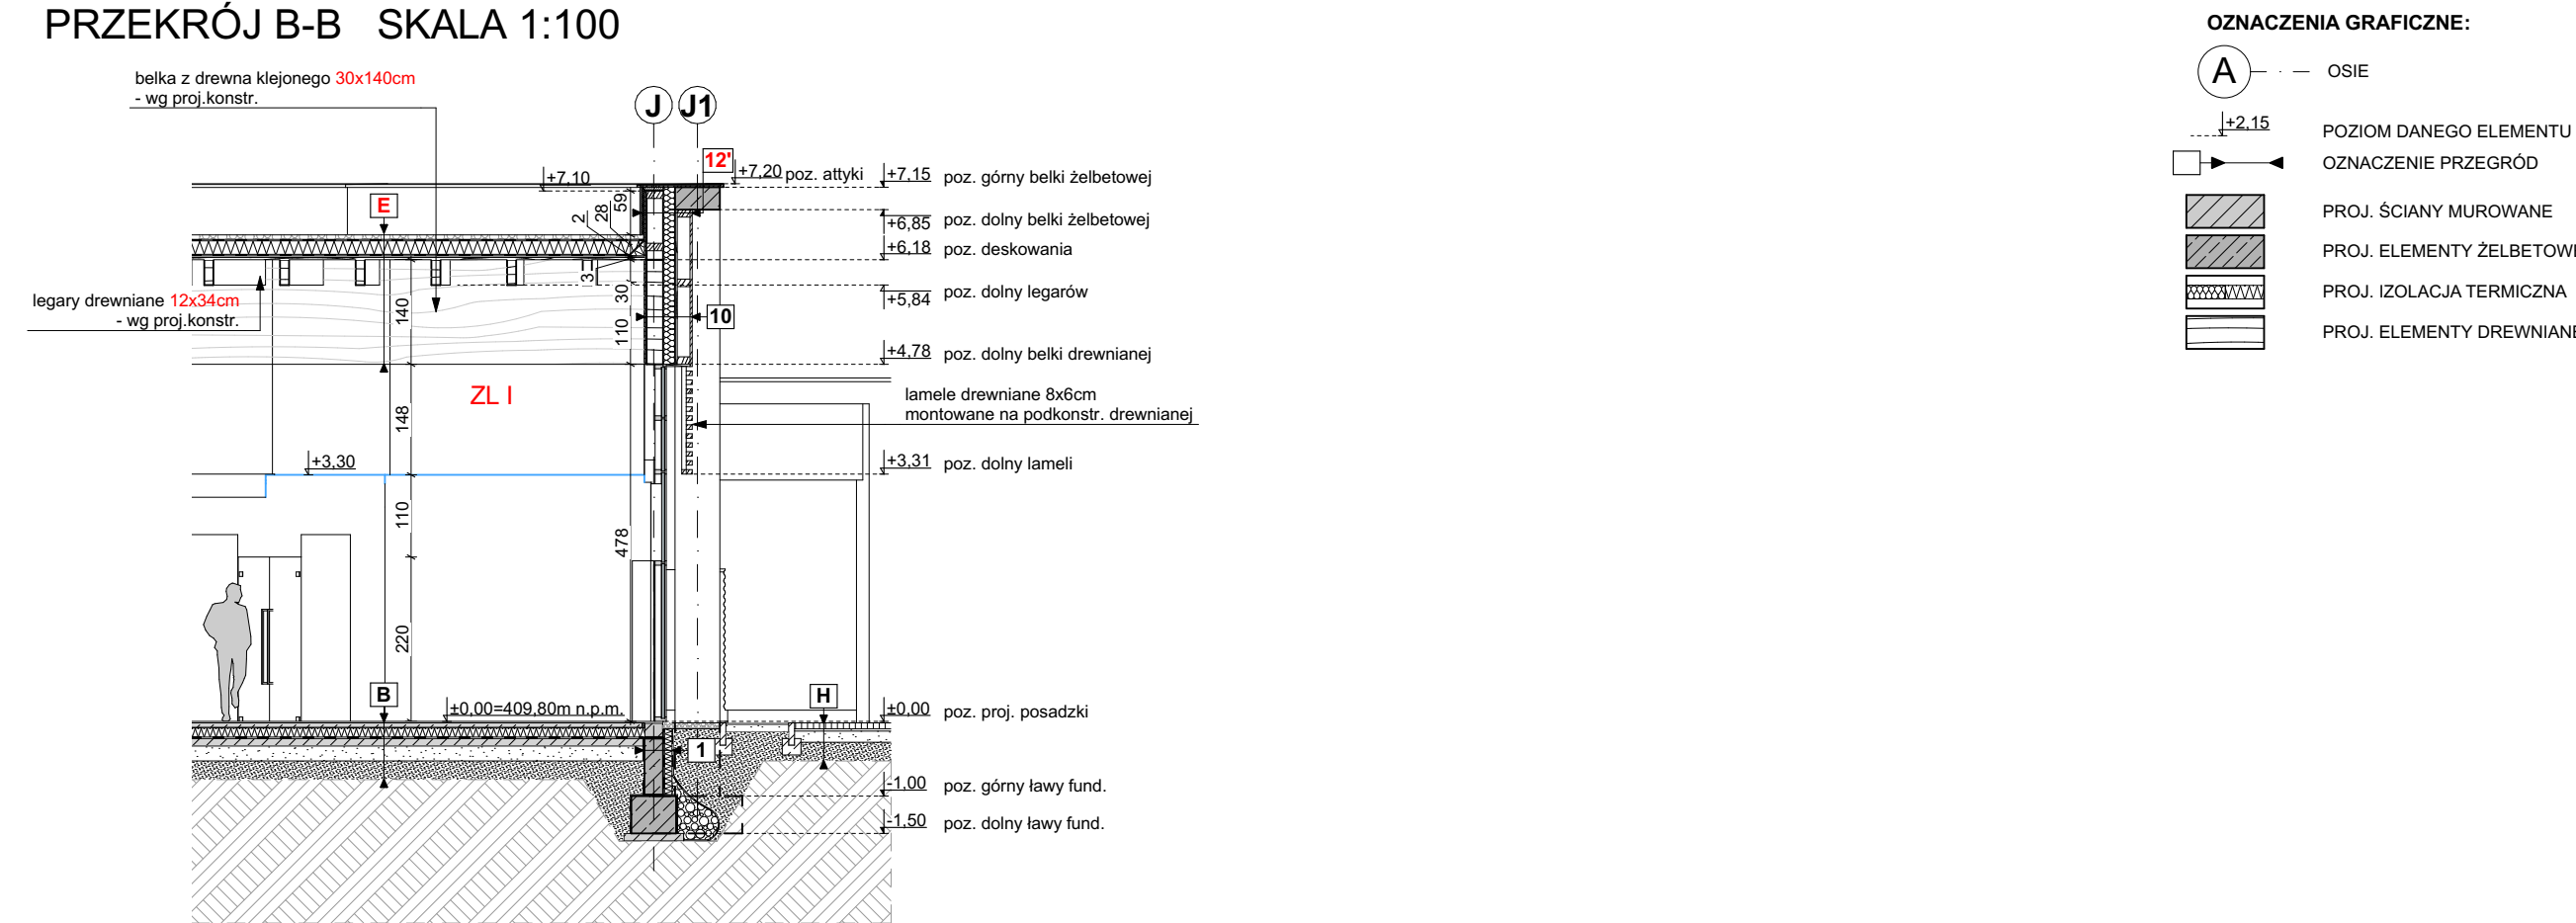 PRZEKRÓJ B-B SKALA 1:100
belka z drewna klejonego 30x140cm
- wg proj.konstr.
J
J1
12'
+7,10
+7,20 poz. attyki
+7,15 poz. górny belki żelbetowej
E
2
28
59
+6,85 poz. dolny belki żelbetowej
+6,18 poz. deskowania
3
legary drewniane 12x34cm
- wg proj.konstr.
+5,84 poz. dolny legarów
140
30
110
10
+4,78 poz. dolny belki drewnianej
ZL I
lamele drewniane 8x6cm
montowane na podkonstr. drewnianej
148
+3,30
+3,31 poz. dolny lameli
110
478
220
B
H
±0,00=409,80m n.p.m.
±0,00 poz. proj. posadzki
1
-1,00 poz. górny ławy fund.
-1,50 poz. dolny ławy fund.
OZNACZENIA GRAFICZNE:
A OSIE
+2,15 POZIOM DANEGO ELEMENTU
OZNACZENIE PRZEGRÓD
PROJ. ŚCIANY MUROWANE
PROJ. ELEMENTY ŻELBETOWE
PROJ. IZOLACJA TERMICZNA
PROJ. ELEMENTY DREWNIANE